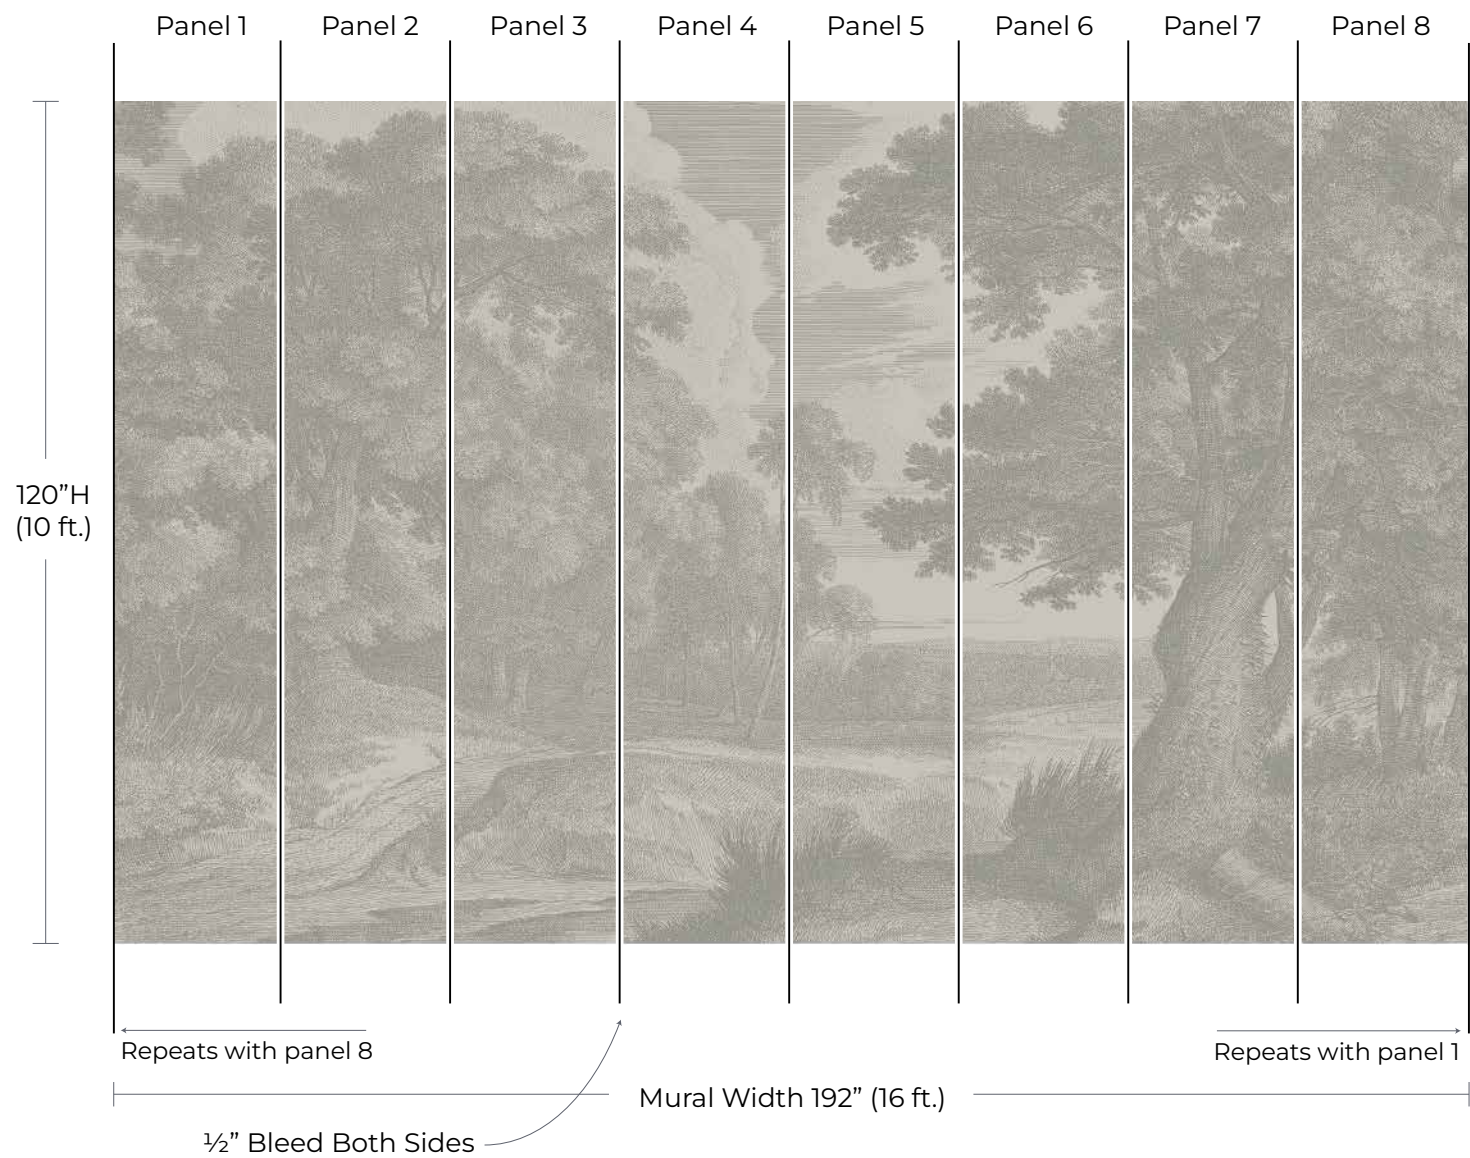 Panel 1
Panel 2
Panel 3
Panel 4
Panel 5
Panel 6
Panel 7
Panel 8
120”H
(10 ft.)
Repeats with panel 8
Repeats with panel 1
Mural Width 192” (16 ft.)
½” Bleed Both Sides